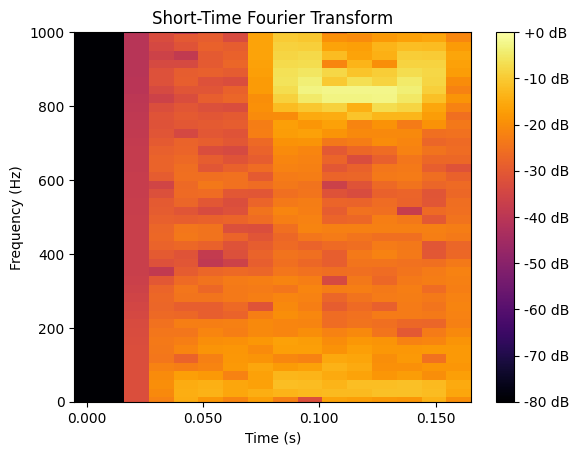 Short-Time Fourier Transform
1000
800
600
400
200
0
Frequency (Hz)
0.000
0.050
0.100
0.150
Time (s)
+0 dB
-10 dB
-20 dB
-30 dB
-40 dB
-50 dB
-60 dB
-70 dB
-80 dB